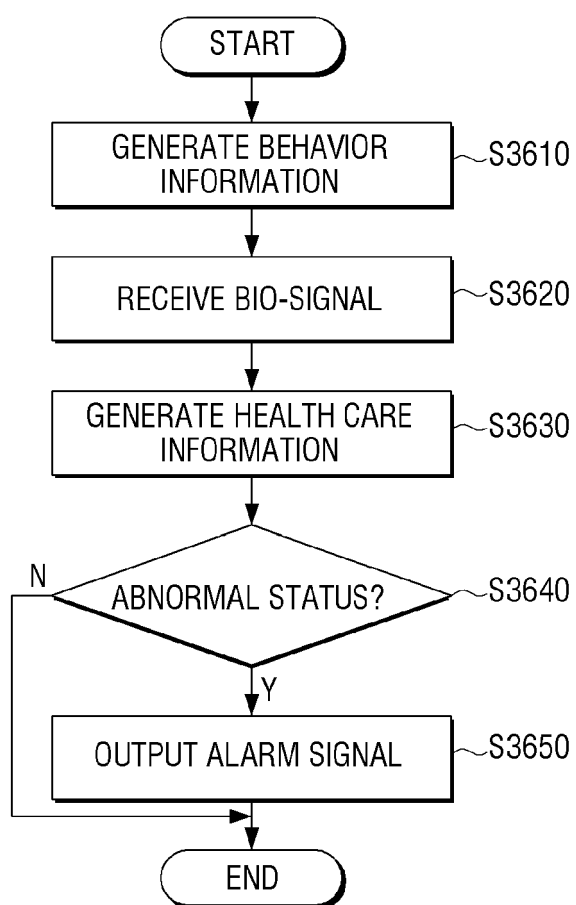 START
GENERATE BEHAVIOR
INFORMATION
S3610
RECEIVE BIO-SIGNAL
S3620
GENERATE HEALTH CARE
INFORMATION
S3630
N
ABNORMAL STATUS?
S3640
Y
OUTPUT ALARM SIGNAL
S3650
END